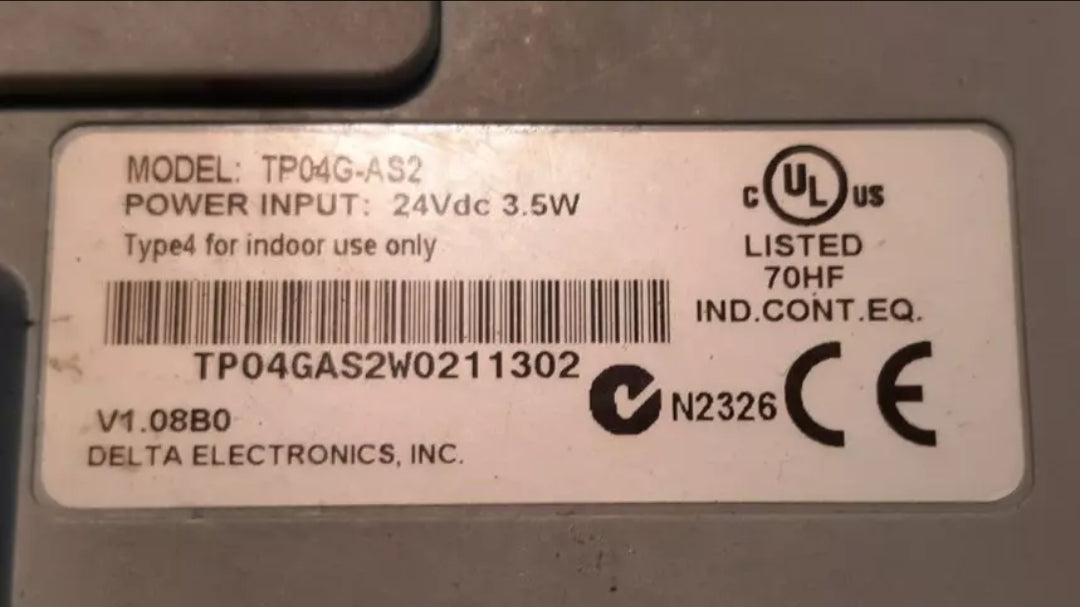 MODEL: TP04G-AS2
POWER INPUT: 24Vdc 3.5W
Type4 for indoor use only
TP04GAS2W0211302
V1.08B0
DELTA ELECTRONICS, INC.
C UL US
LISTED
70HF
IND.CONT.EQ.
N2326
CE